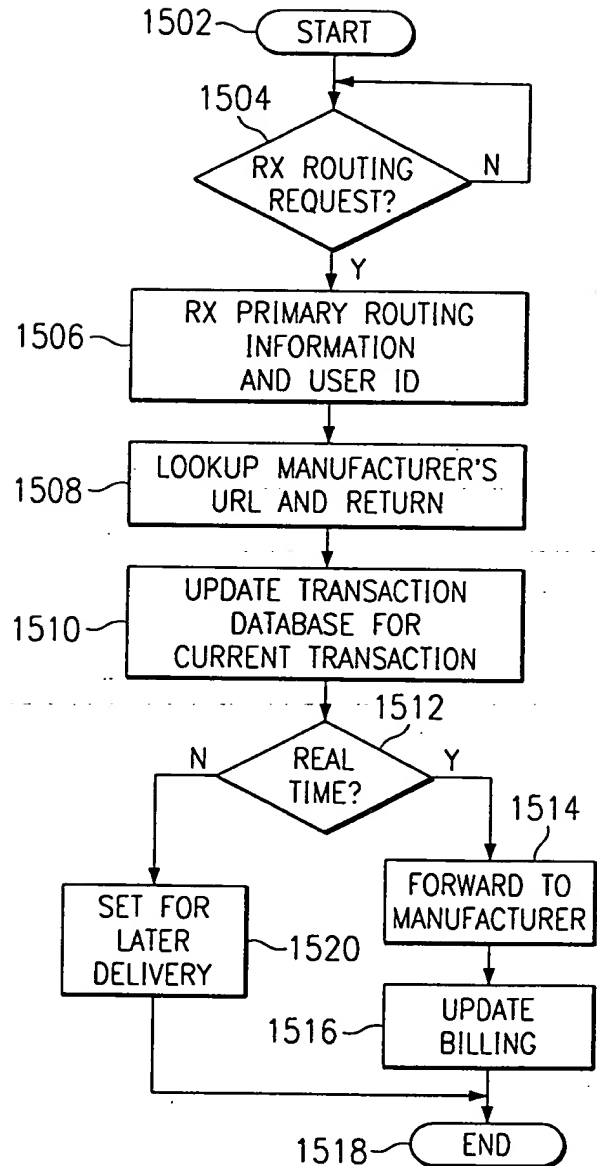 1502
START
1504
RX ROUTING
REQUEST?
N
Y
1506
RX PRIMARY ROUTING
INFORMATION
AND USER ID
1508
LOOKUP MANUFACTURER'S
URL AND RETURN
1510
UPDATE TRANSACTION
DATABASE FOR
CURRENT TRANSACTION
1512
N
REAL
TIME?
Y
1514
FORWARD TO
MANUFACTURER
SET FOR
LATER
DELIVERY
1520
1516
UPDATE
BILLING
1518
END